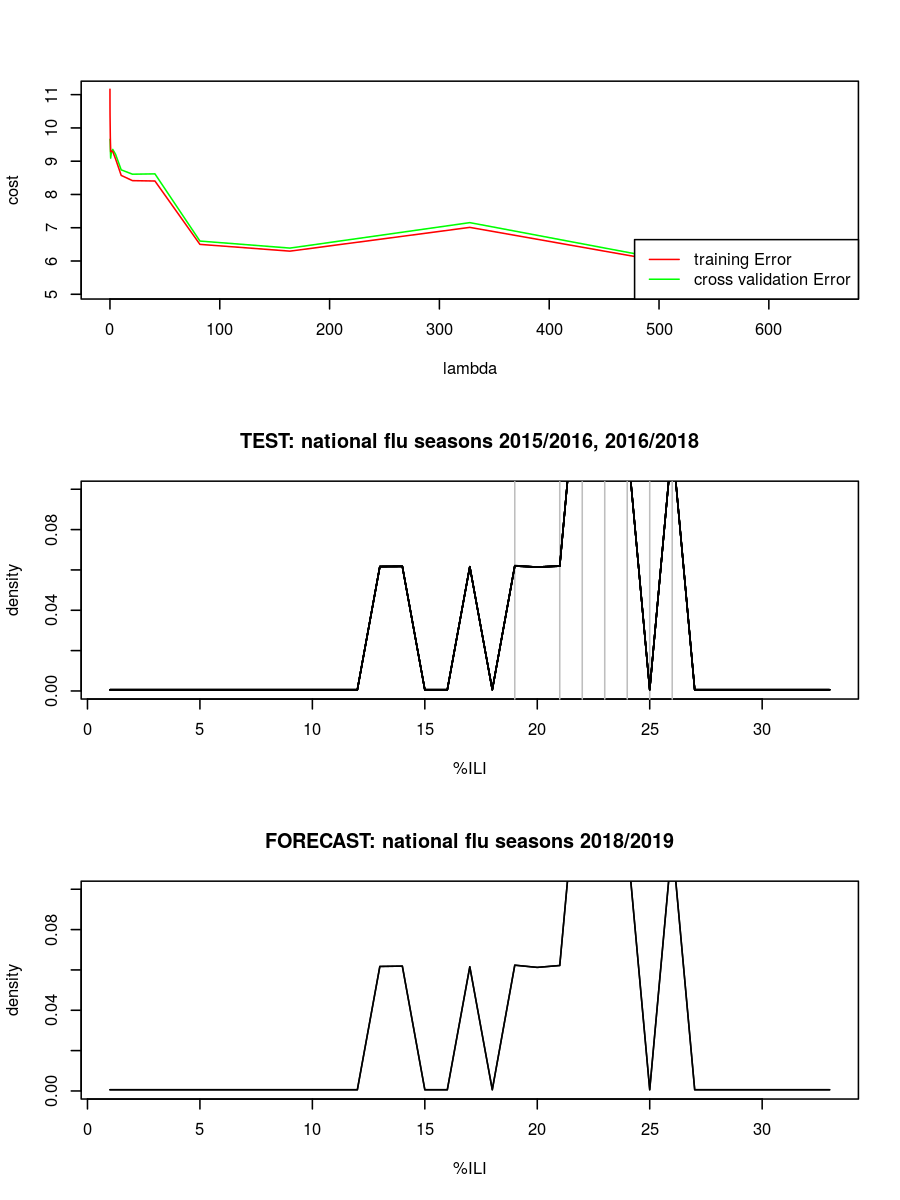 11
10
9
8
7
6
5
cost
training Error
cross validation Error
0 100 200 300 400 500 600
lambda
TEST: national flu seasons 2015/2016, 2016/2018
0.08
0.04
0.00
density
0 5 10 15 20 25 30
%ILI
FORECAST: national flu seasons 2018/2019
0.08
0.04
0.00
density
0 5 10 15 20 25 30
%ILI